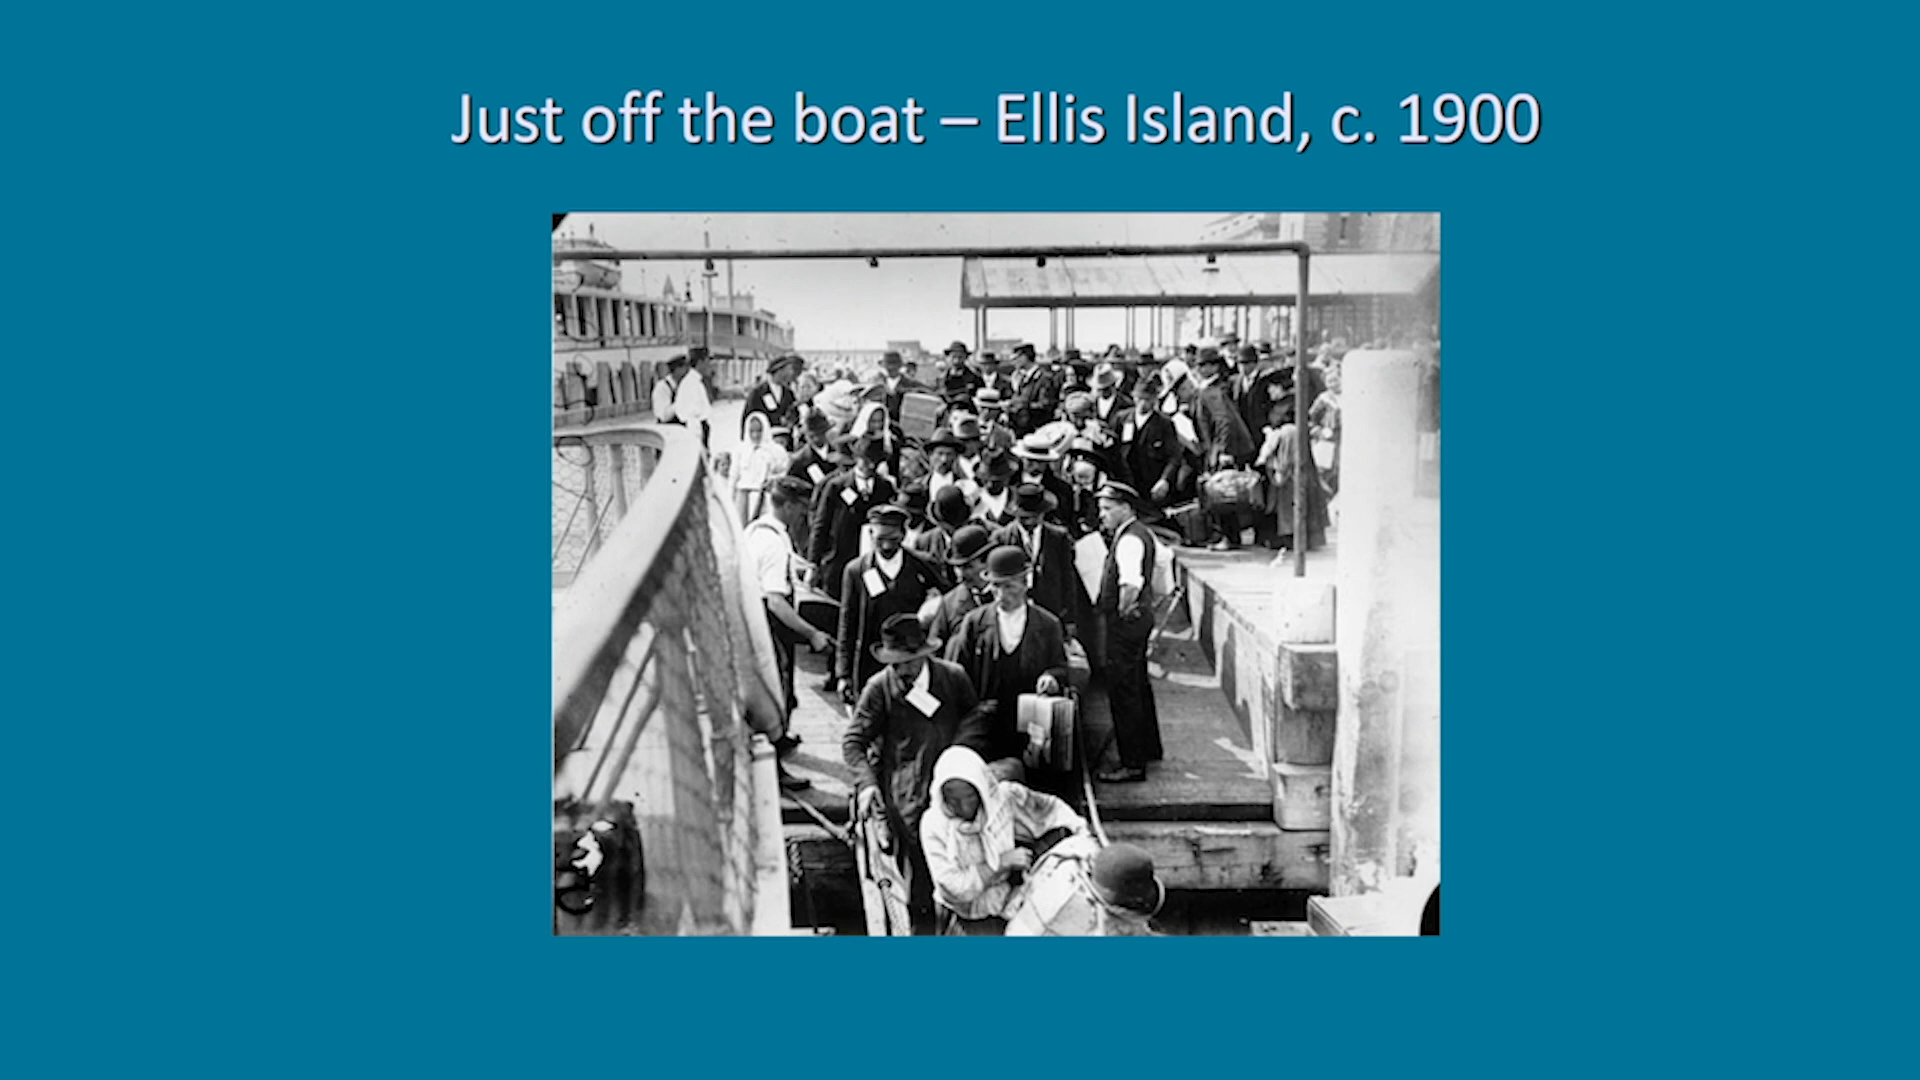 Just off the boat – Ellis Island, c. 1900